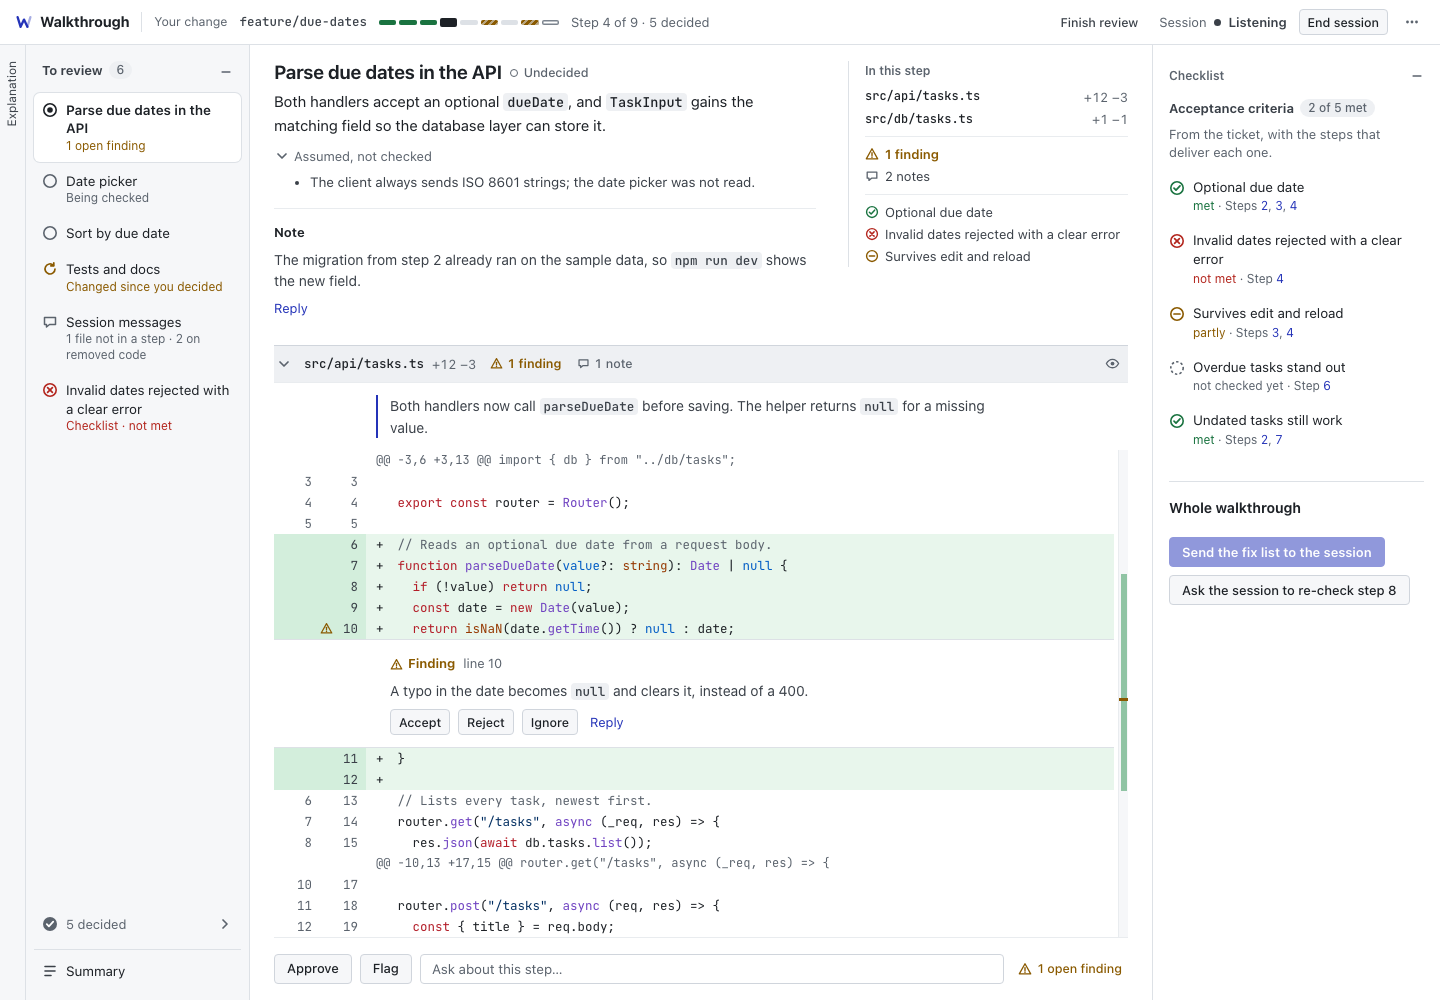 Walkthrough
Your change feature/due-dates Step 4 of 9 · 5 decided
Finish review Session Listening End session
Explanation
To review 6
Parse due dates in the
API
1 open finding
Date picker
Being checked
Sort by due date
Tests and docs
Changed since you decided
Session messages
1 file not in a step · 2 on
removed code
Invalid dates rejected with
a clear error
Checklist · not met
5 decided
Summary
Parse due dates in the API Undecided
Both handlers accept an optional dueDate, and TaskInput gains the
matching field so the database layer can store it.
Assumed, not checked
• The client always sends ISO 8601 strings; the date picker was not read.
Note
The migration from step 2 already ran on the sample data, so npm run dev shows
the new field.
Reply
In this step
src/api/tasks.ts +12 −3
src/db/tasks.ts +1 −1
1 finding
2 notes
Optional due date
Invalid dates rejected with a clear error
Survives edit and reload
src/api/tasks.ts +12 −3 1 finding 1 note
Both handlers now call parseDueDate before saving. The helper returns null for a missing
value.
@@ -3,6 +3,13 @@ import { db } from "../db/tasks";
3 3
4 4 export const router = Router();
5 5
6 + // Reads an optional due date from a request body.
7 + function parseDueDate(value?: string): Date | null {
8 + if (!value) return null;
9 + const date = new Date(value);
10 + return isNaN(date.getTime()) ? null : date;
Finding line 10
A typo in the date becomes null and clears it, instead of a 400.
Accept Reject Ignore Reply
11 + }
12 +
6 13 // Lists every task, newest first.
7 14 router.get("/tasks", async (_req, res) => {
8 15 res.json(await db.tasks.list());
@@ -10,13 +17,15 @@ router.get("/tasks", async (_req, res) => {
10 17
11 18 router.post("/tasks", async (req, res) => {
12 19 const { title } = req.body;
Approve Flag Ask about this step... 1 open finding
Checklist
Acceptance criteria 2 of 5 met
From the ticket, with the steps that
deliver each one.
Optional due date
met · Steps 2, 3, 4
Invalid dates rejected with a clear
error
not met · Step 4
Survives edit and reload
partly · Steps 3, 4
Overdue tasks stand out
not checked yet · Step 6
Undated tasks still work
met · Steps 2, 7
Whole walkthrough
Send the fix list to the session
Ask the session to re-check step 8